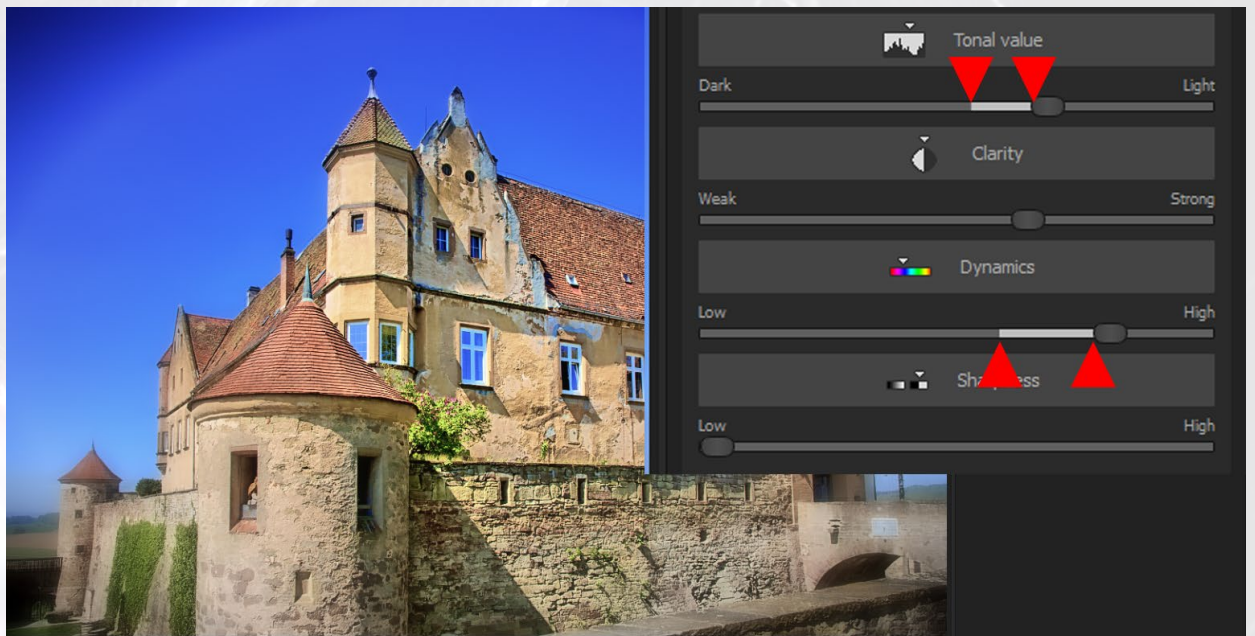 Tonal value
Dark Light
Clarity
Weak Strong
Dynamics
Low High
Low High